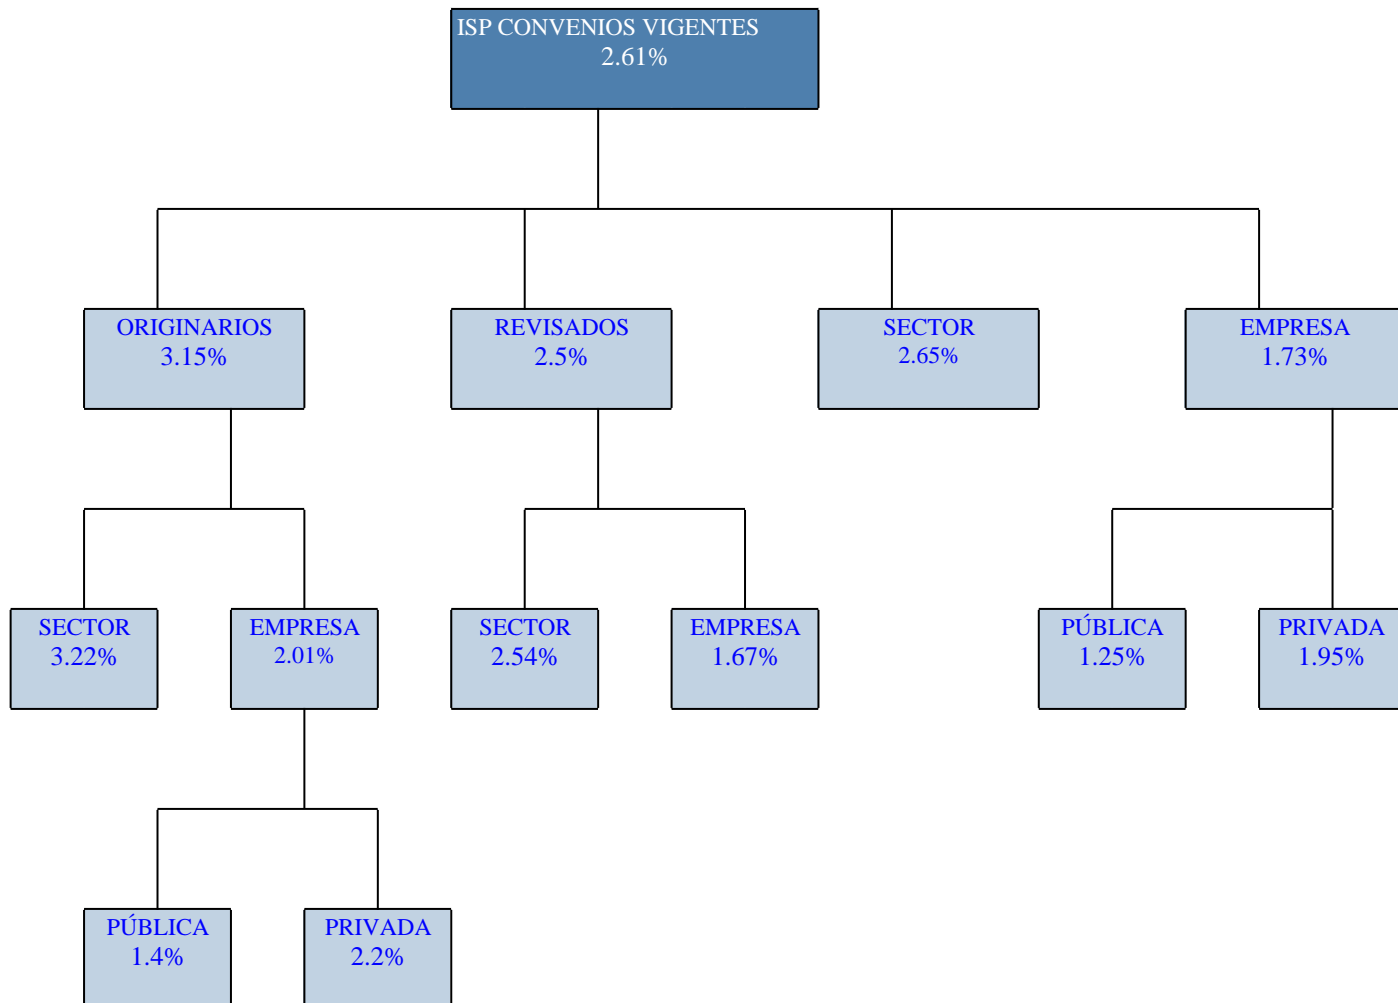 ISP CONVENIOS VIGENTES
2.61%
ORIGINARIOS
3.15%
REVISADOS
2.5%
SECTOR
2.65%
EMPRESA
1.73%
SECTOR
3.22%
EMPRESA
2.01%
SECTOR
2.54%
EMPRESA
1.67%
PÚBLICA
1.25%
PRIVADA
1.95%
PÚBLICA
1.4%
PRIVADA
2.2%